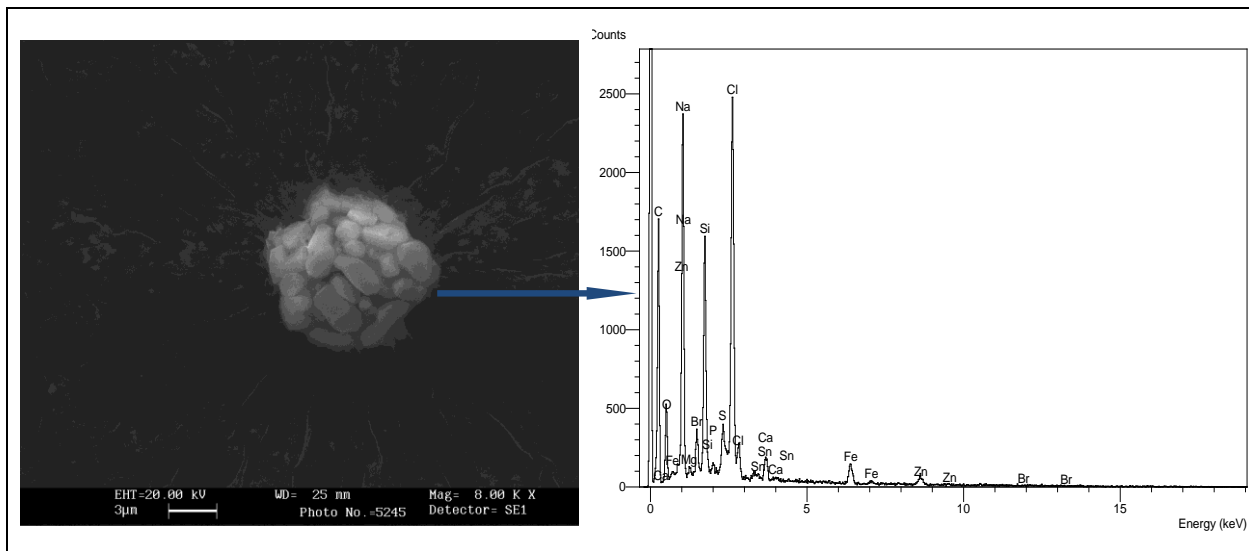 EHT=20.00 kV WD= 25 mm Mag= 8.00 K X
3µm Photo No.=5245 Detector= SE1
Counts
2500
2000
1500
1000
500
0
0 5 10 15
Energy (keV)
Na
Cl
C
Na
Si
Zn
O
Br
P
S
Si
Cl
Ca
Fe
Mg
Ca
Sn
Sn
Sn
Ca
Fe
Fe
Zn
Zn
Br
Br